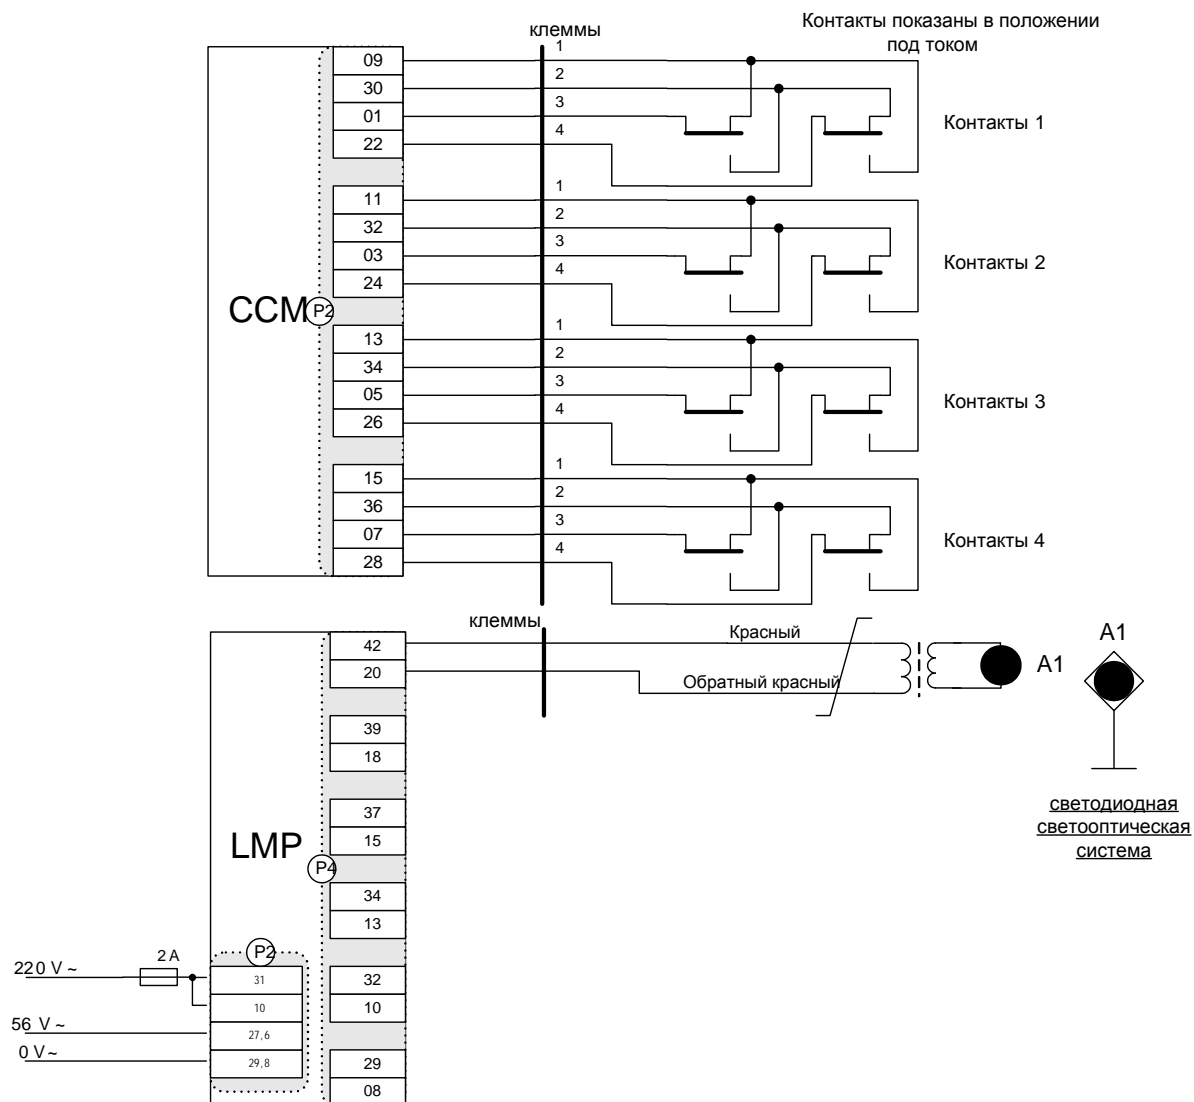 Контакты показаны в положении
под током
клеммы
09
30
01
22
1
2
3
4
Контакты 1
11
32
03
24
1
2
3
4
Контакты 2
CCM
P2
13
34
05
26
1
2
3
4
Контакты 3
15
36
07
28
1
2
3
4
Контакты 4
клеммы
42
20
Красный
Обратный красный
A1
A1
светодиодная
светооптическая
система
39
18
37
15
LMP
P4
34
13
32
10
29
08
P2
2 A
220 V ~
56 V ~
0 V ~
31
10
27,6
29,8